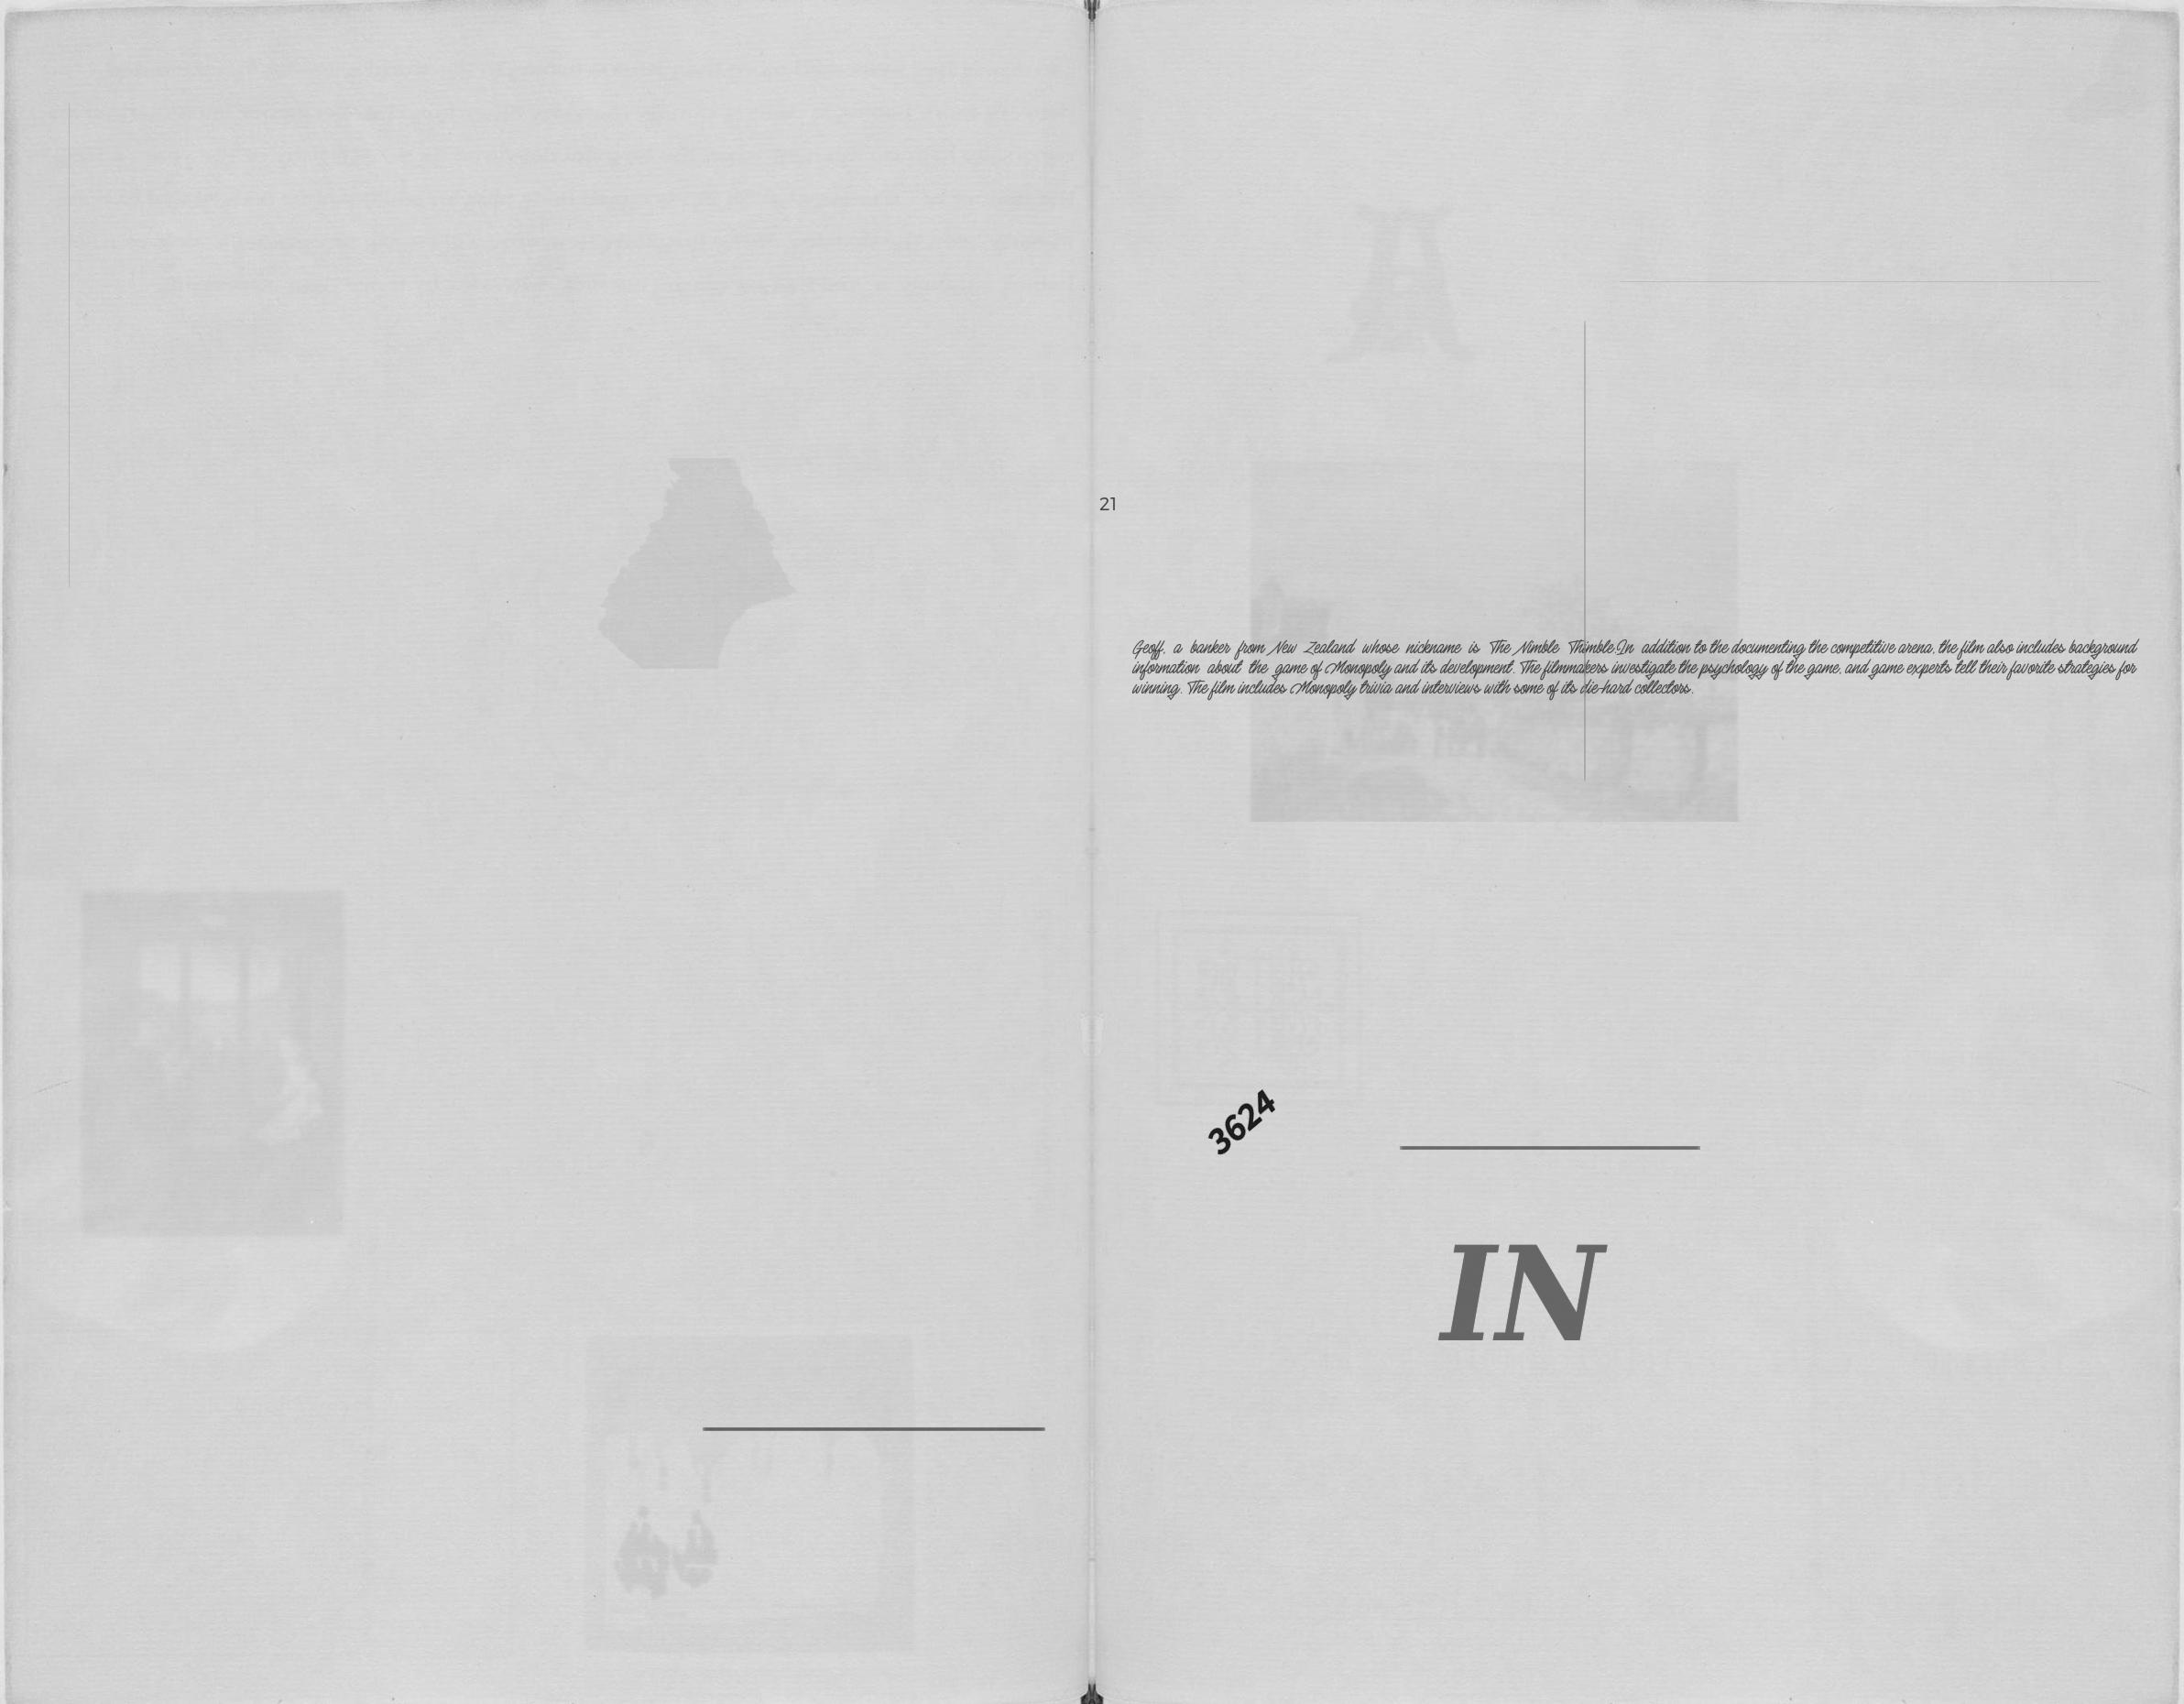 21
Geoff, a banker from New Zealand whose nickname is The Nimble Thimble.In addition to the documenting the competitive arena, the film also includes background
information about the game of Monopoly and its development. The filmmakers investigate the psychology of the game, and game experts tell their favorite strategies for
winning. The film includes Monopoly trivia and interviews with some of its die-hard collectors.
3624
IN